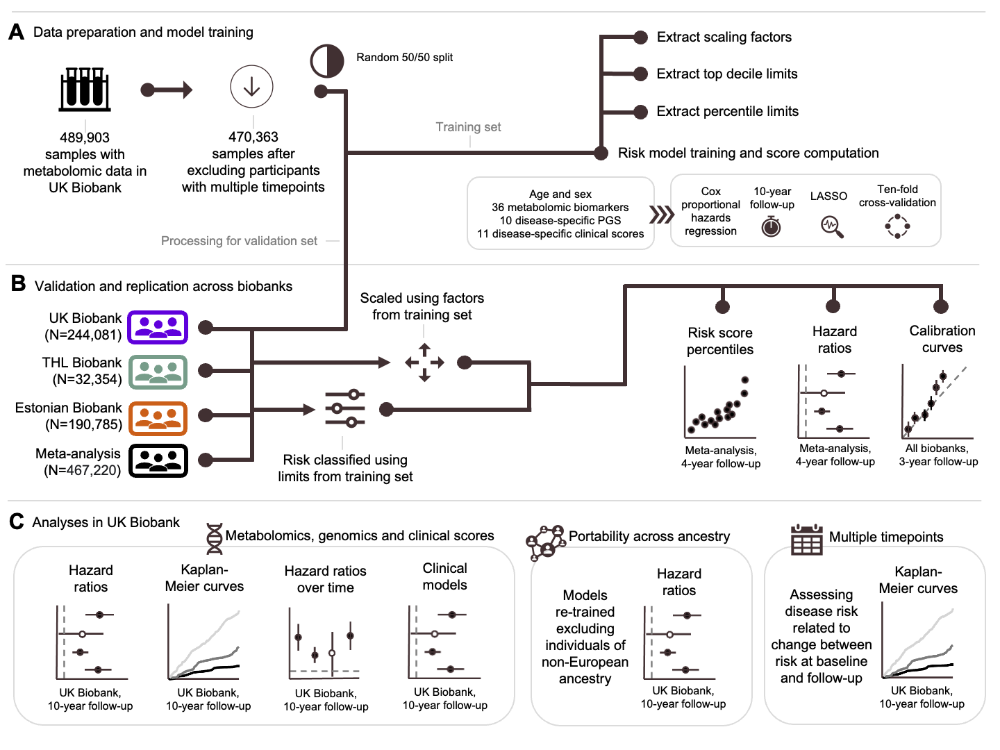 A Data preparation and model training
Random 50/50 split
489,903
samples with
metabolomic data in
UK Biobank
470,363
samples after
excluding participants
with multiple timepoints
Training set
Extract scaling factors
Extract top decile limits
Extract percentile limits
Risk model training and score computation
Age and sex
36 metabolomic biomarkers
10 disease-specific PGS
11 disease-specific clinical scores
Cox
proportional
hazards
regression
10-year
follow-up
LASSO
Ten-fold
cross-validation
Processing for validation set
B Validation and replication across biobanks
UK Biobank
(N=244,081)
THL Biobank
(N=32,354)
Estonian Biobank
(N=190,785)
Meta-analysis
(N=467,220)
Scaled using factors
from training set
Risk classified using
limits from training set
Risk score
percentiles
Meta-analysis,
4-year follow-up
Hazard
ratios
Meta-analysis,
4-year follow-up
Calibration
curves
All biobanks,
3-year follow-up
C Analyses in UK Biobank
Metabolomics, genomics and clinical scores
Hazard
ratios
UK Biobank,
10-year follow-up
Kaplan-
Meier curves
UK Biobank,
10-year follow-up
Hazard ratios
over time
UK Biobank,
10-year follow-up
Clinical
models
UK Biobank,
10-year follow-up
Portability across ancestry
Models
re-trained
excluding
individuals of
non-European
ancestry
Hazard
ratios
UK Biobank,
10-year follow-up
Multiple timepoints
Assessing
disease risk
related to
change between
risk at baseline
and follow-up
Kaplan-
Meier curves
UK Biobank,
10-year follow-up